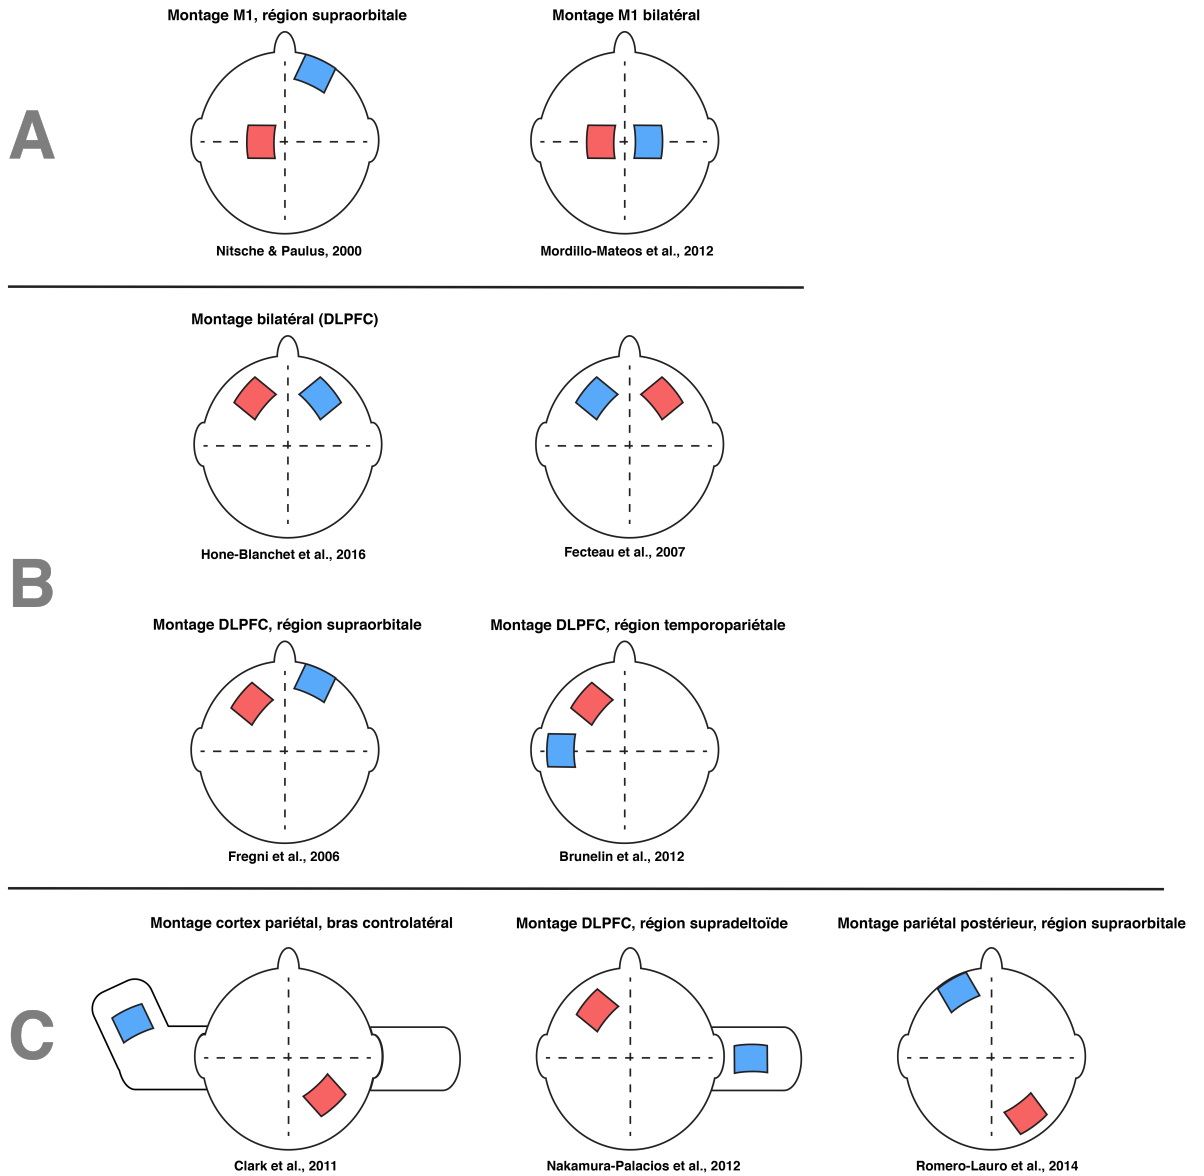 Montage M1, région supraorbitale
Montage M1 bilatéral
A
Nitsche & Paulus, 2000
Mordillo-Mateos et al., 2012
Montage bilatéral (DLPFC)
Hone-Blanchet et al., 2016
Fecteau et al., 2007
B
Montage DLPFC, région supraorbitale
Montage DLPFC, région temporopariétale
Fregni et al., 2006
Brunelin et al., 2012
Montage cortex pariétal, bras controlatéral
Montage DLPFC, région supradeltoïde
Montage pariétal postérieur, région supraorbitale
C
Clark et al., 2011
Nakamura-Palacios et al., 2012
Romero-Lauro et al., 2014